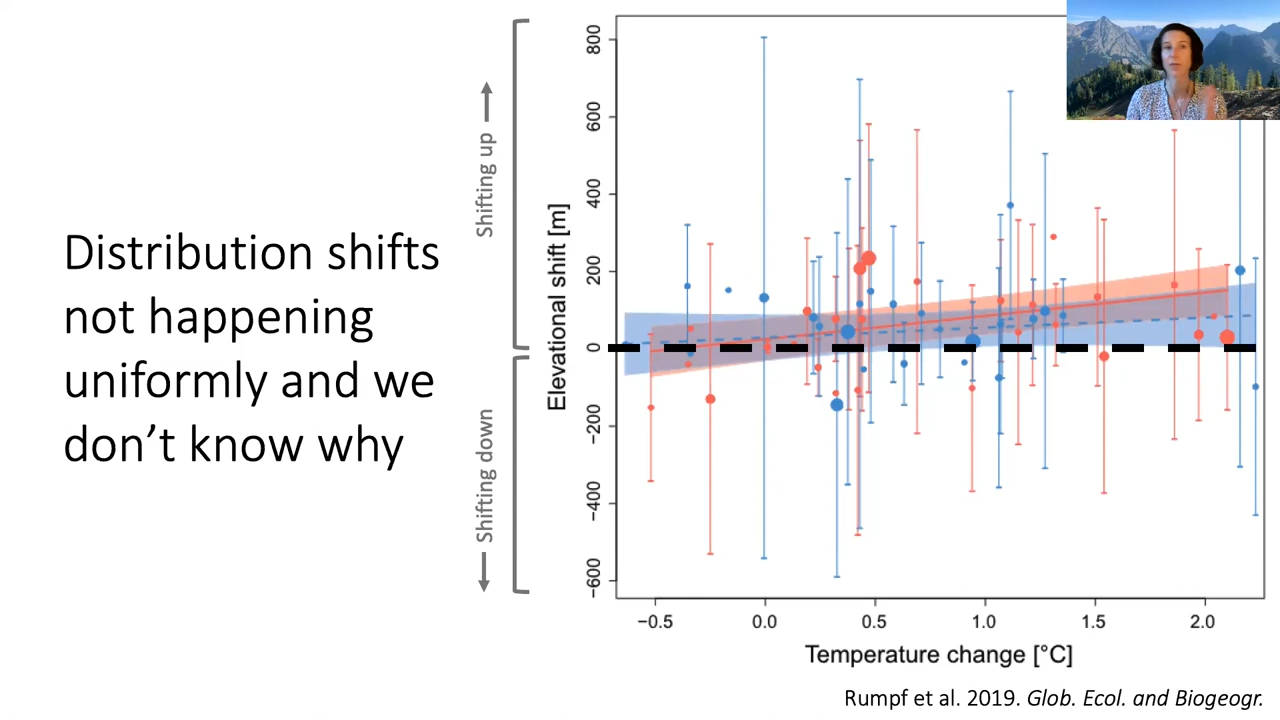 Distribution shifts
not happening
uniformly and we
don’t know why
Shifting up
Shifting down
Elevational shift [m]
800
600
400
200
0
−200
−400
−600
−0.5
0.0
0.5
1.0
1.5
2.0
Temperature change [°C]
Rumpf et al. 2019. Glob. Ecol. and Biogeogr.